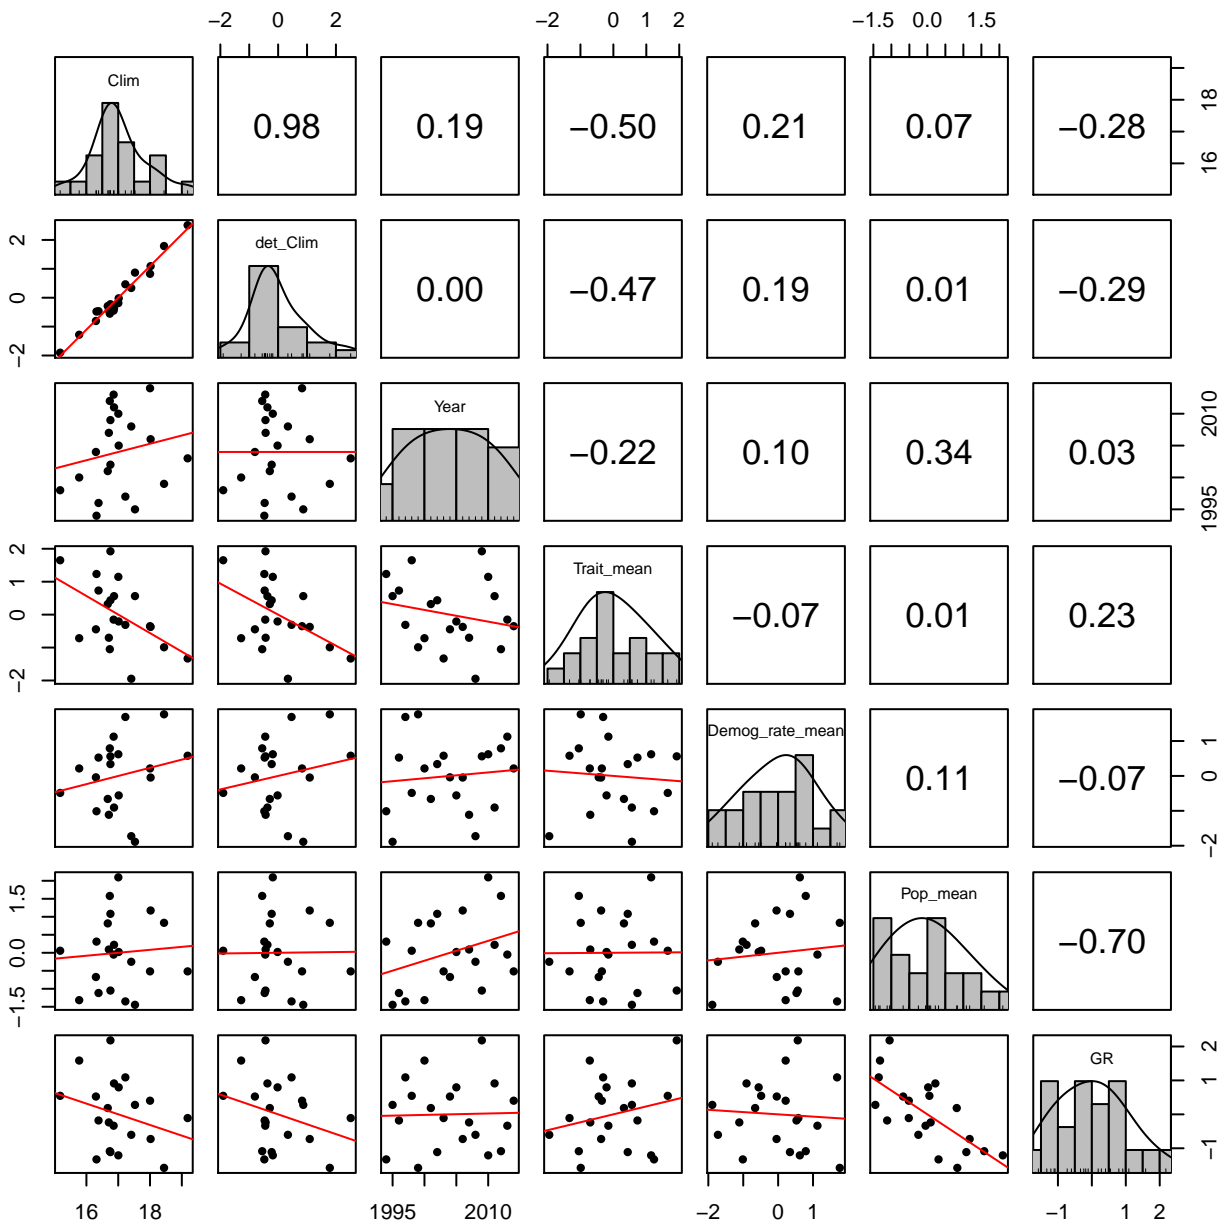 −2 0 2 −2 0 1 2 −1.5 0.0 1.5
Clim
0.98 0.19 −0.50 0.21 0.07 −0.29
16 18
det_Clim
−2 0 2
0.00 −0.47 0.19 0.01 −0.29
Year
−0.22 0.10 0.34 0.03
1995 2010
Trait_mean
−2 0 1 2
−0.07 0.01 0.23
Demog_rate_mean
0.11 −0.07
−2 0 1
Pop_mean
−1.5 0.0 1.5
−0.70
GR
−1 0 1 2
16 18 1995 2010 −2 0 1 −1 0 1 2